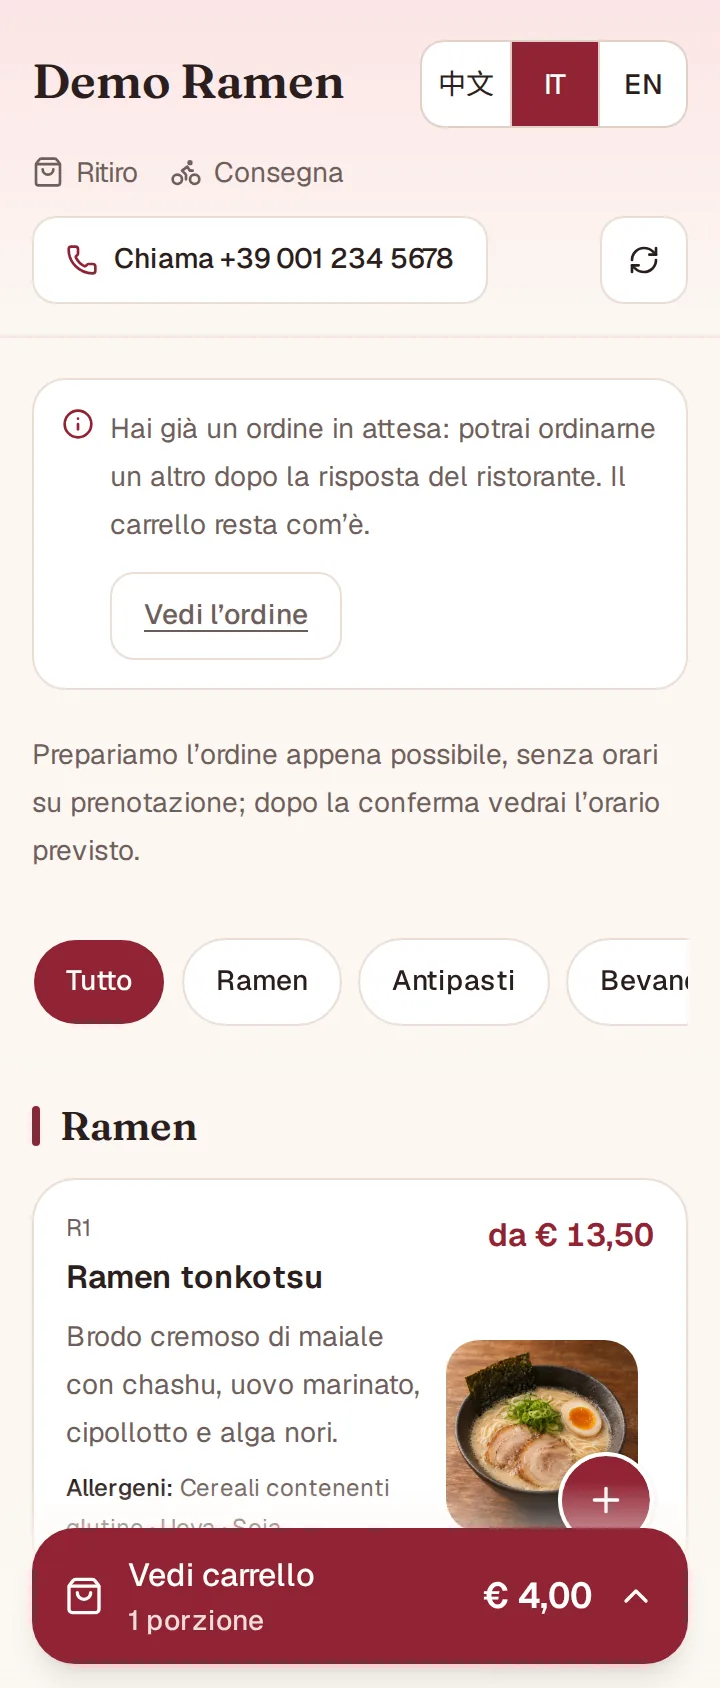 Demo Ramen
中文
IT
EN
Ritiro
Consegna
Chiama +39 001 234 5678
Hai già un ordine in attesa: potrai ordinarne
un altro dopo la risposta del ristorante. Il
carrello resta com’è.
Vedi l’ordine
Prepariamo l’ordine appena possibile, senza orari
su prenotazione; dopo la conferma vedrai l’orario
previsto.
Tutto
Ramen
Antipasti
Bevan
Ramen
R1
da € 13,50
Ramen tonkotsu
Brodo cremoso di maiale
con chashu, uovo marinato,
cipollotto e alga nori.
Allergeni: Cereali contenenti
glutine · Uova · Soia
Vedi carrello
1 porzione
€ 4,00